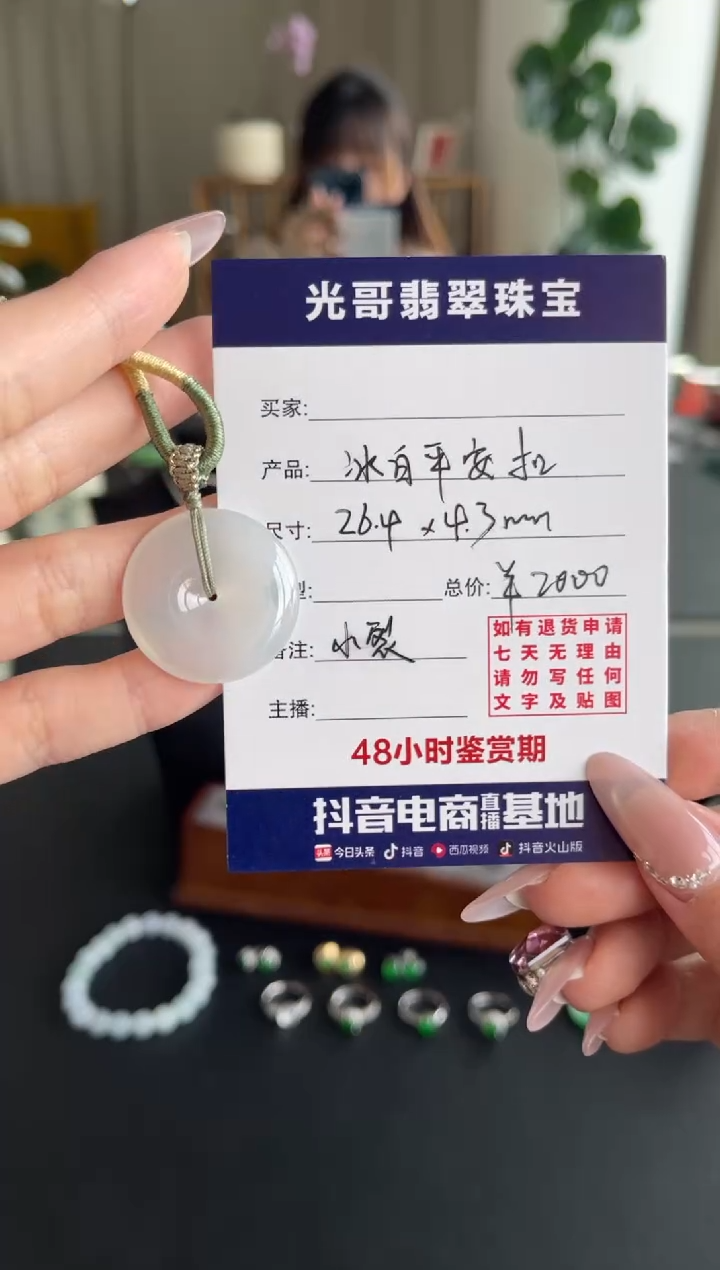 光哥翡翠珠宝
买家:
产品: 冰白平安扣
尺寸: 26.4 x 4.3mm
型: 总价: ¥2000
备注: 小裂
如有退货申请
七天无理由
请勿写任何
文字及贴图
主播:
48小时鉴赏期
抖音电商直播基地
头条 今日头条 抖音 西瓜视频 抖音火山版